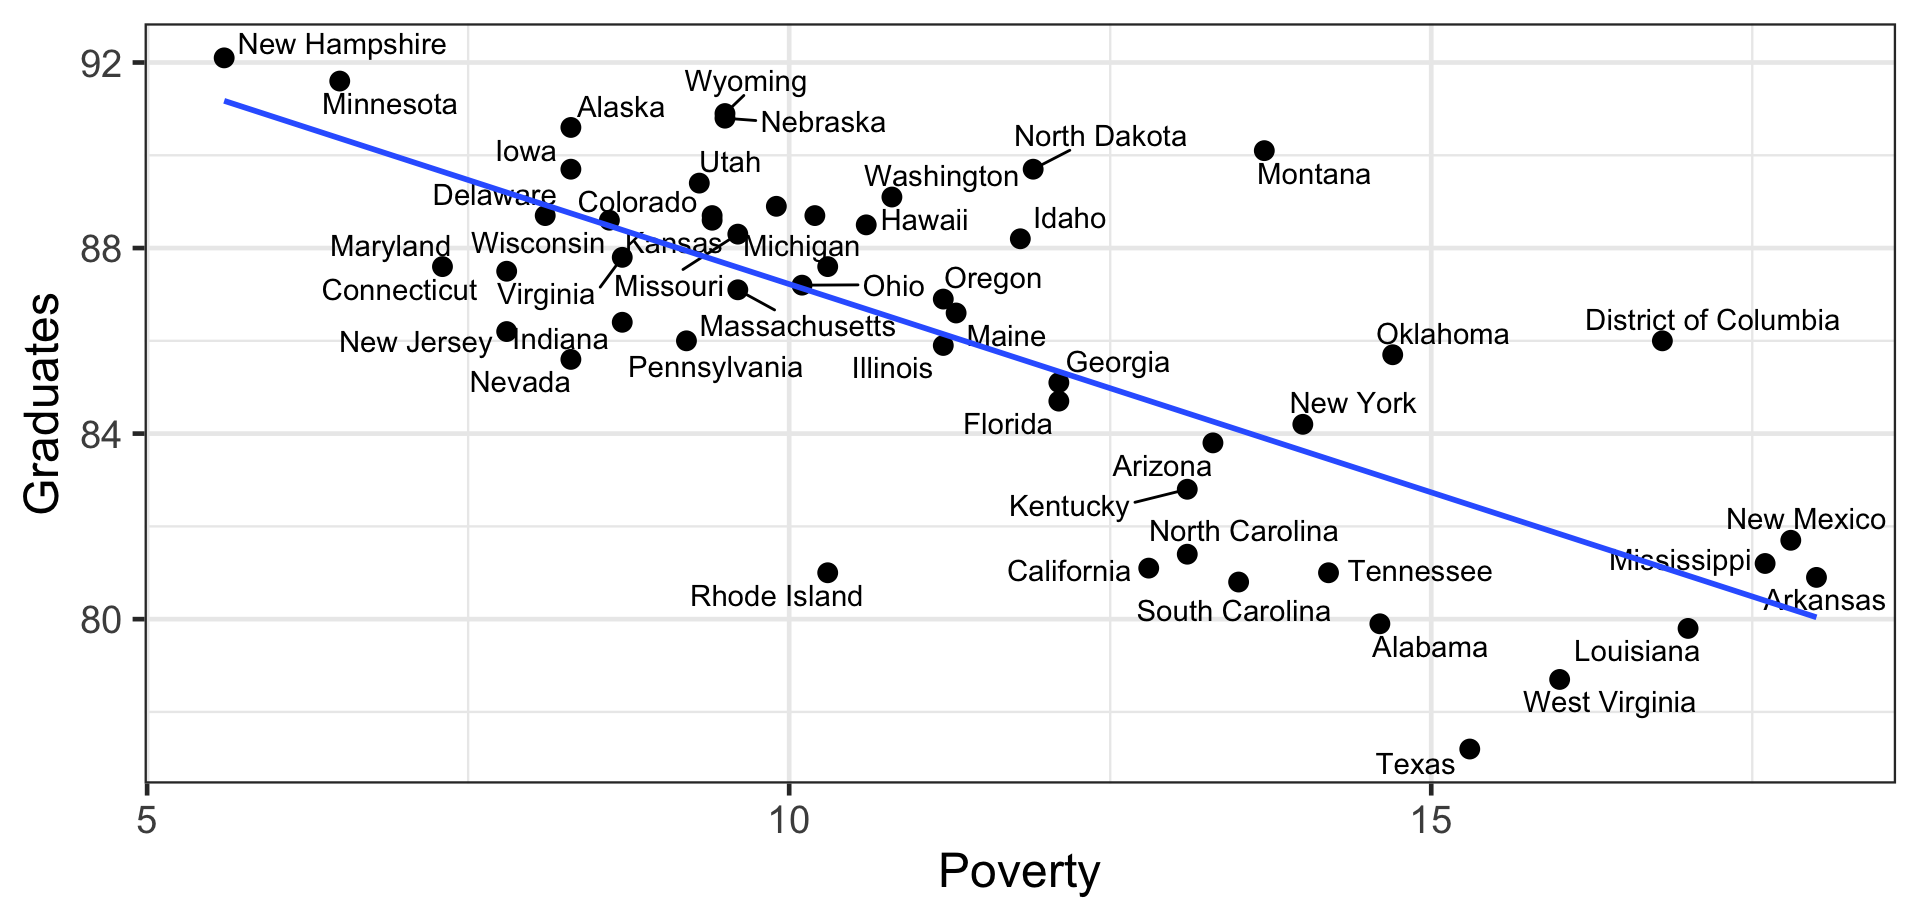 92
88
84
80
Graduates
New Hampshire
Minnesota
Wyoming
Alaska
Nebraska
North Dakota
Iowa
Utah
Washington
Montana
Delaware
Colorado
Hawaii
Idaho
Maryland
Wisconsin
Kansas
Michigan
Connecticut
Virginia
Missouri
Ohio
Oregon
New Jersey
Indiana
Massachusetts
Maine
Oklahoma
District of Columbia
Nevada
Pennsylvania
Illinois
Georgia
New York
Florida
Arizona
Kentucky
North Carolina
New Mexico
California
Tennessee
Mississippi
Rhode Island
South Carolina
Arkansas
Alabama
Louisiana
West Virginia
Texas
5
10
15
Poverty